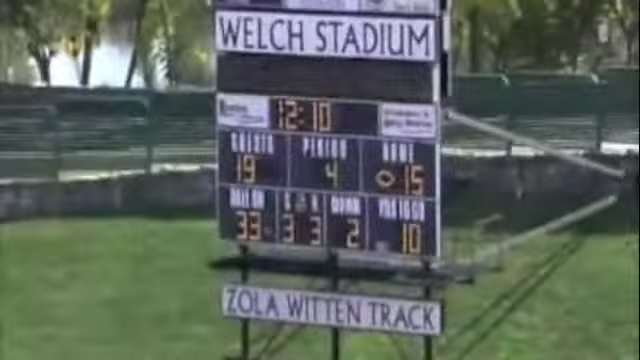 WELCH STADIUM
12:10
GUESTS PERIOD HOME
19 4 15
BALL ON G H DOWN YDS TO GO
33 3 3 2 10
ZOLA WITTEN TRACK